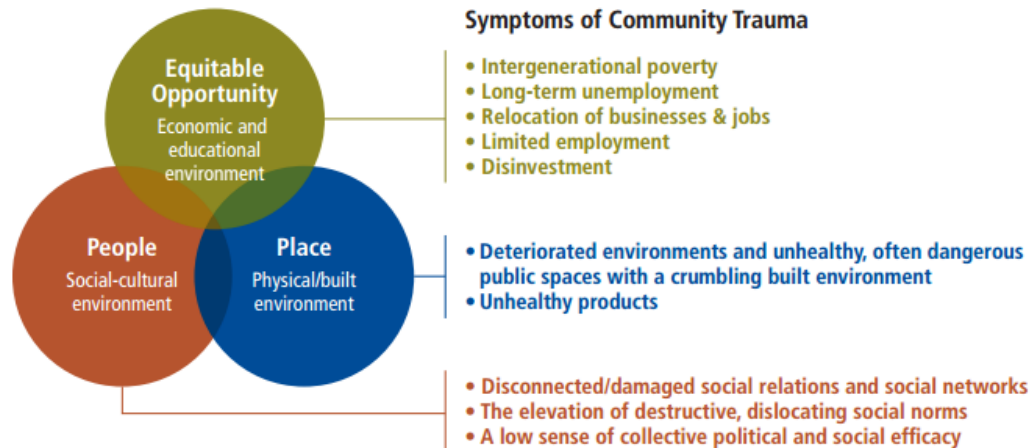 Symptoms of Community Trauma
Equitable
Opportunity
Economic and
educational
environment
• Intergenerational poverty
• Long-term unemployment
• Relocation of businesses & jobs
• Limited employment
• Disinvestment
People
Social-cultural
environment
Place
Physical/built
environment
• Deteriorated environments and unhealthy, often dangerous
public spaces with a crumbling built environment
• Unhealthy products
• Disconnected/damaged social relations and social networks
• The elevation of destructive, dislocating social norms
• A low sense of collective political and social efficacy